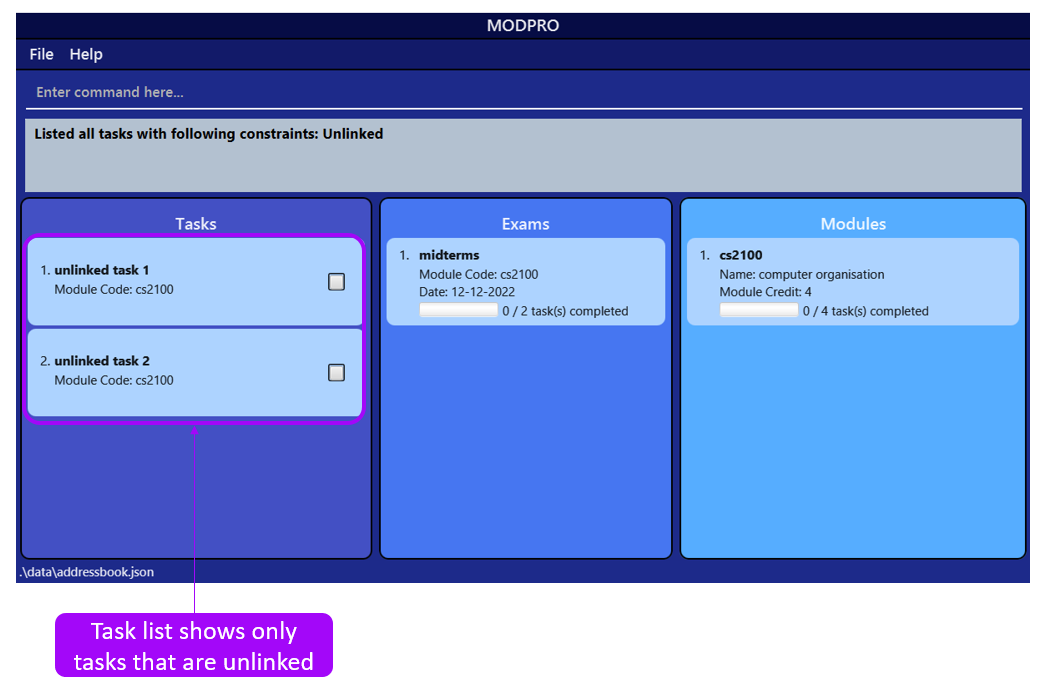 MODPRO
File Help
Enter command here...
Listed all tasks with following constraints: Unlinked
Tasks
1. unlinked task 1
Module Code: cs2100
2. unlinked task 2
Module Code: cs2100
Exams
1. midterms
Module Code: cs2100
Date: 12-12-2022
0 / 2 task(s) completed
Modules
1. cs2100
Name: computer organisation
Module Credit: 4
0 / 4 task(s) completed
.\data\addressbook.json
Task list shows only
tasks that are unlinked